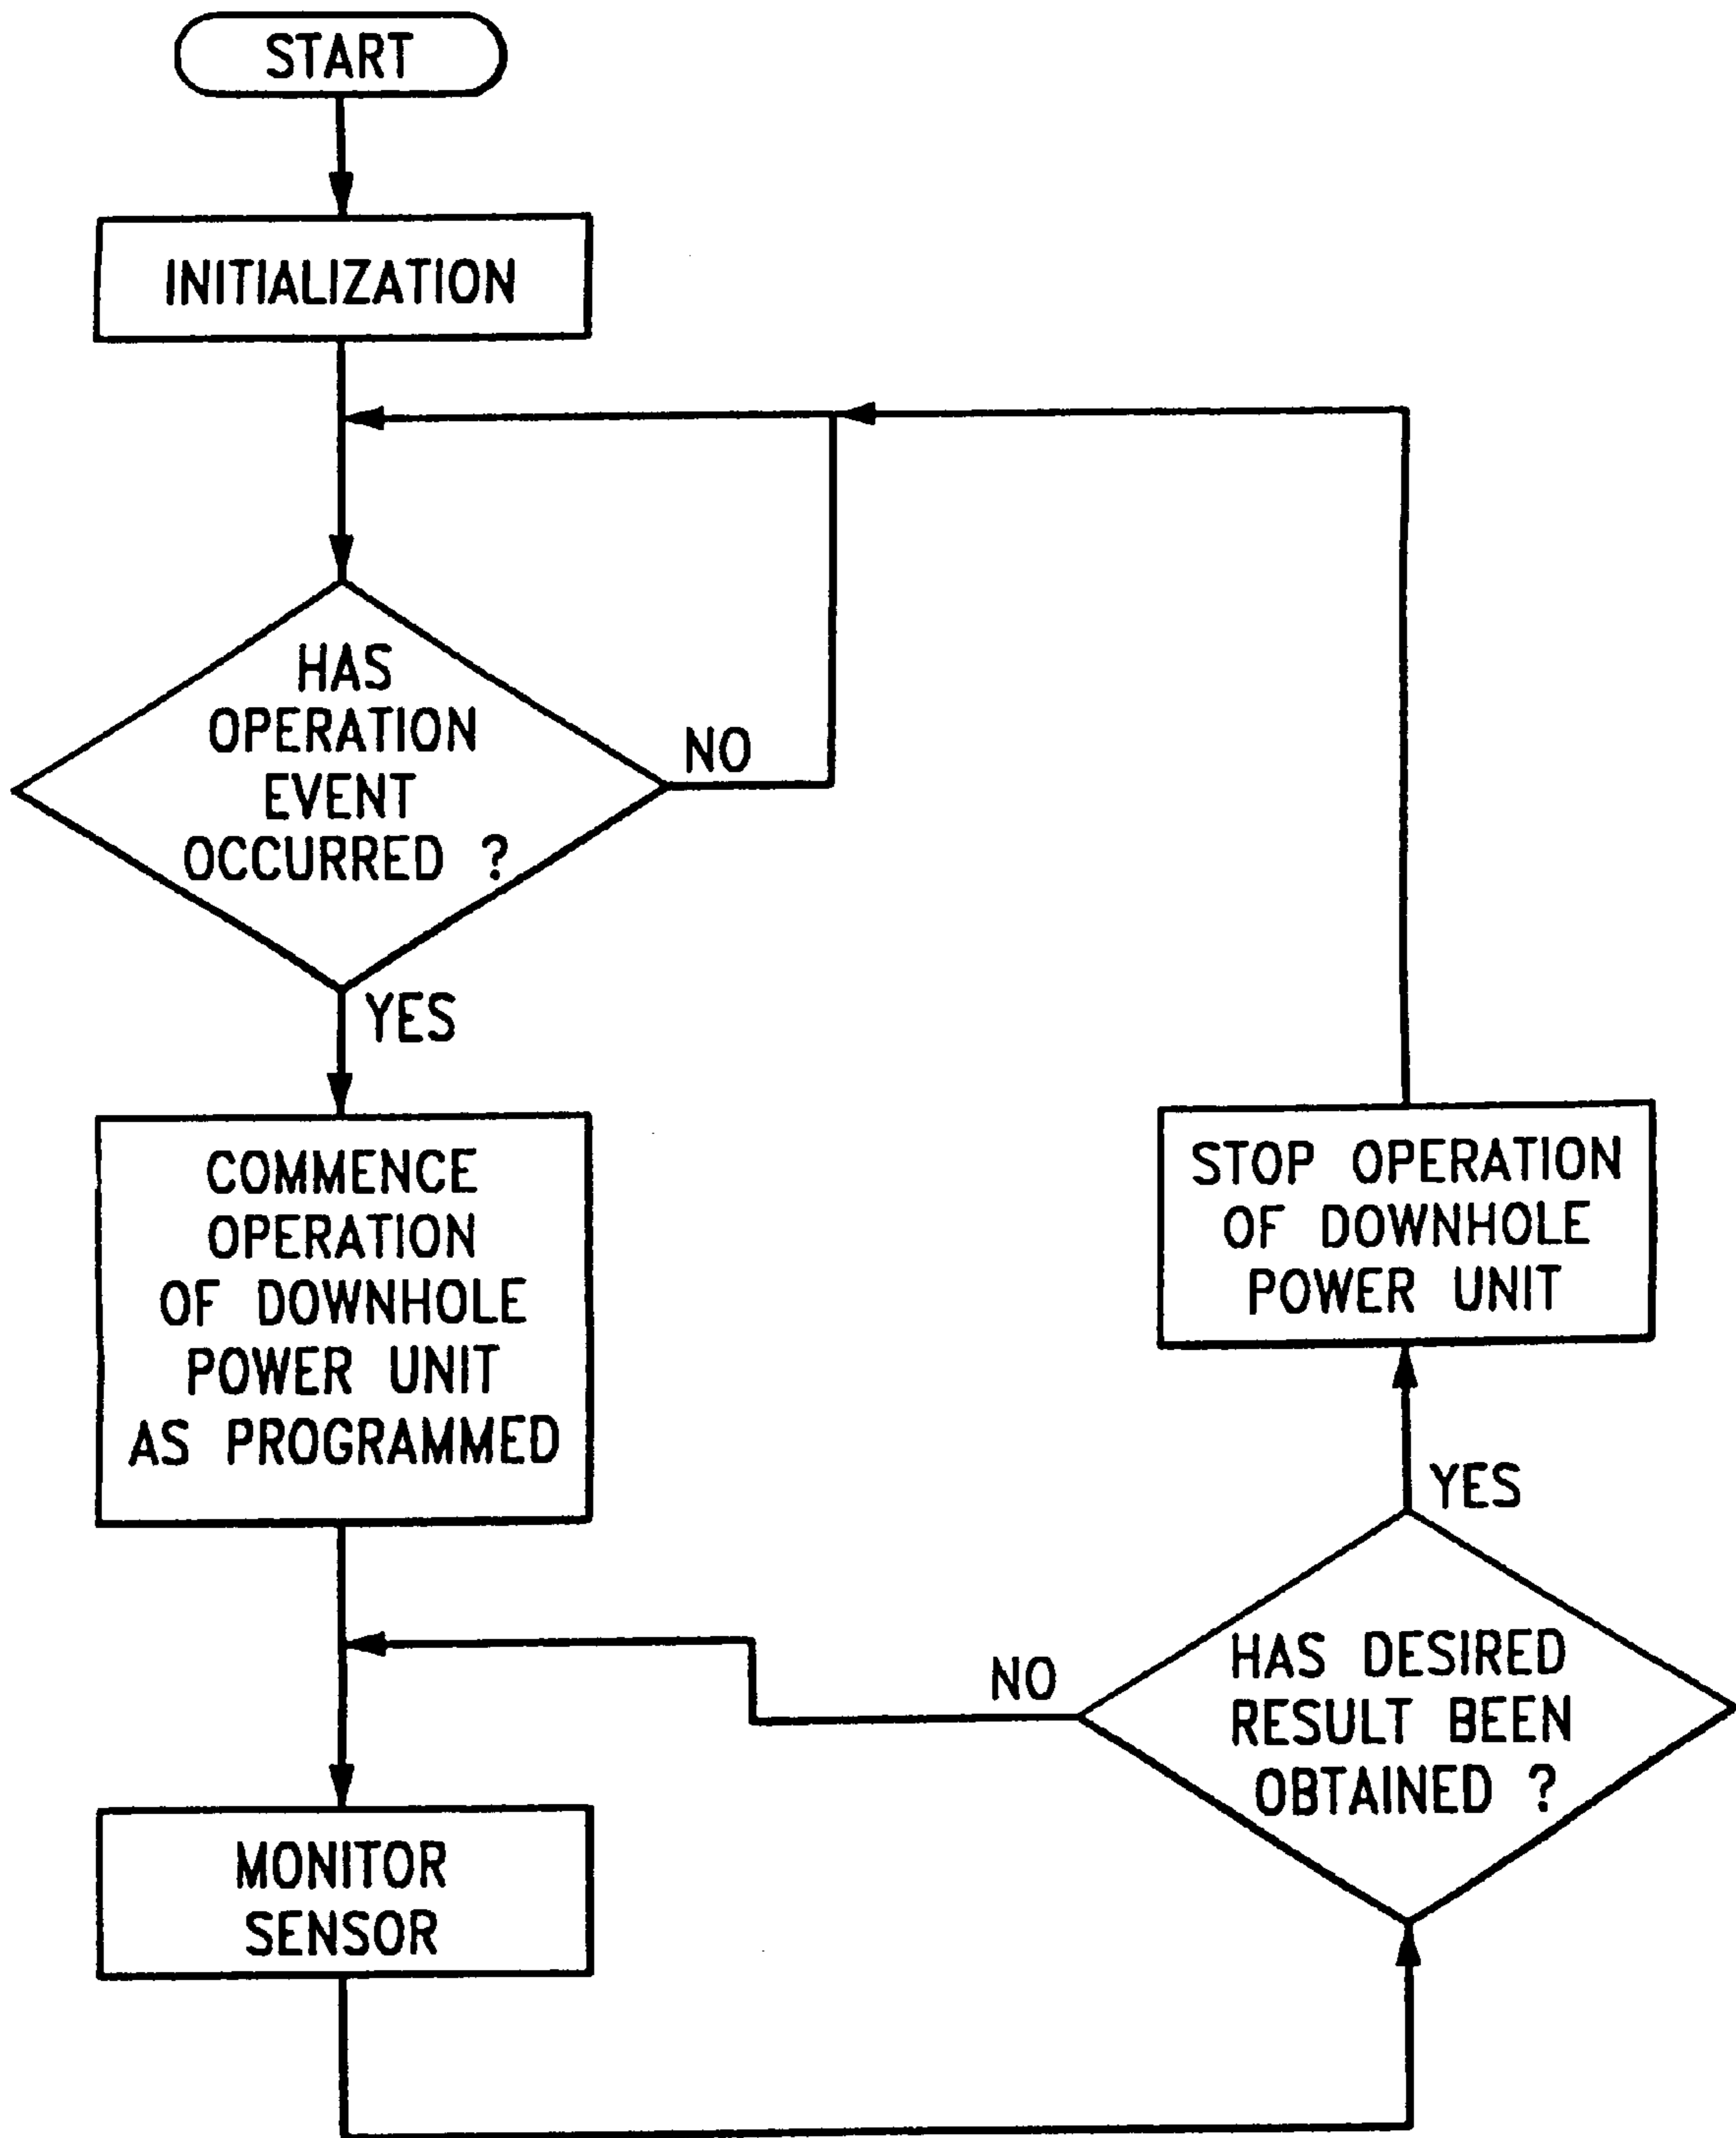 START
INITIALIZATION
HAS
OPERATION
EVENT
OCCURRED ?
NO
YES
COMMENCE
OPERATION
OF DOWNHOLE
POWER UNIT
AS PROGRAMMED
MONITOR
SENSOR
HAS DESIRED
RESULT BEEN
OBTAINED ?
NO
YES
STOP OPERATION
OF DOWNHOLE
POWER UNIT